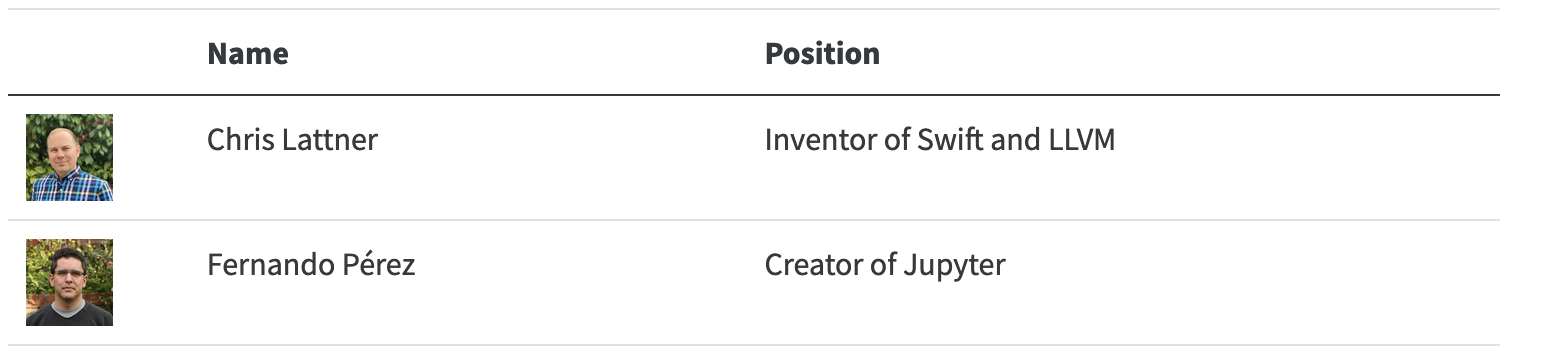 Name Position
Chris Lattner Inventor of Swift and LLVM
Fernando Pérez Creator of Jupyter